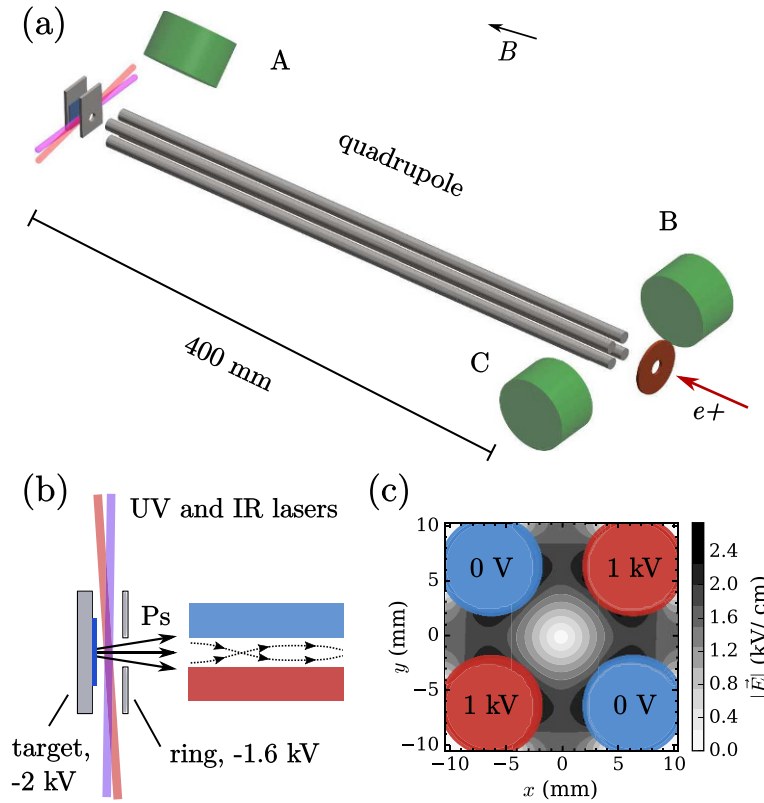 (a)
A
B
quadrupole
B
400 mm
C
e+
(b)
UV and IR lasers
Ps
target,
-2 kV
ring, -1.6 kV
(c)
10
5
0
−5
−10
y (mm)
−10 −5 0 5 10
x (mm)
0 V
1 kV
1 kV
0 V
2.4
2.0
1.6
1.2
0.8
0.4
0.0
|E⃗| (kV/cm)